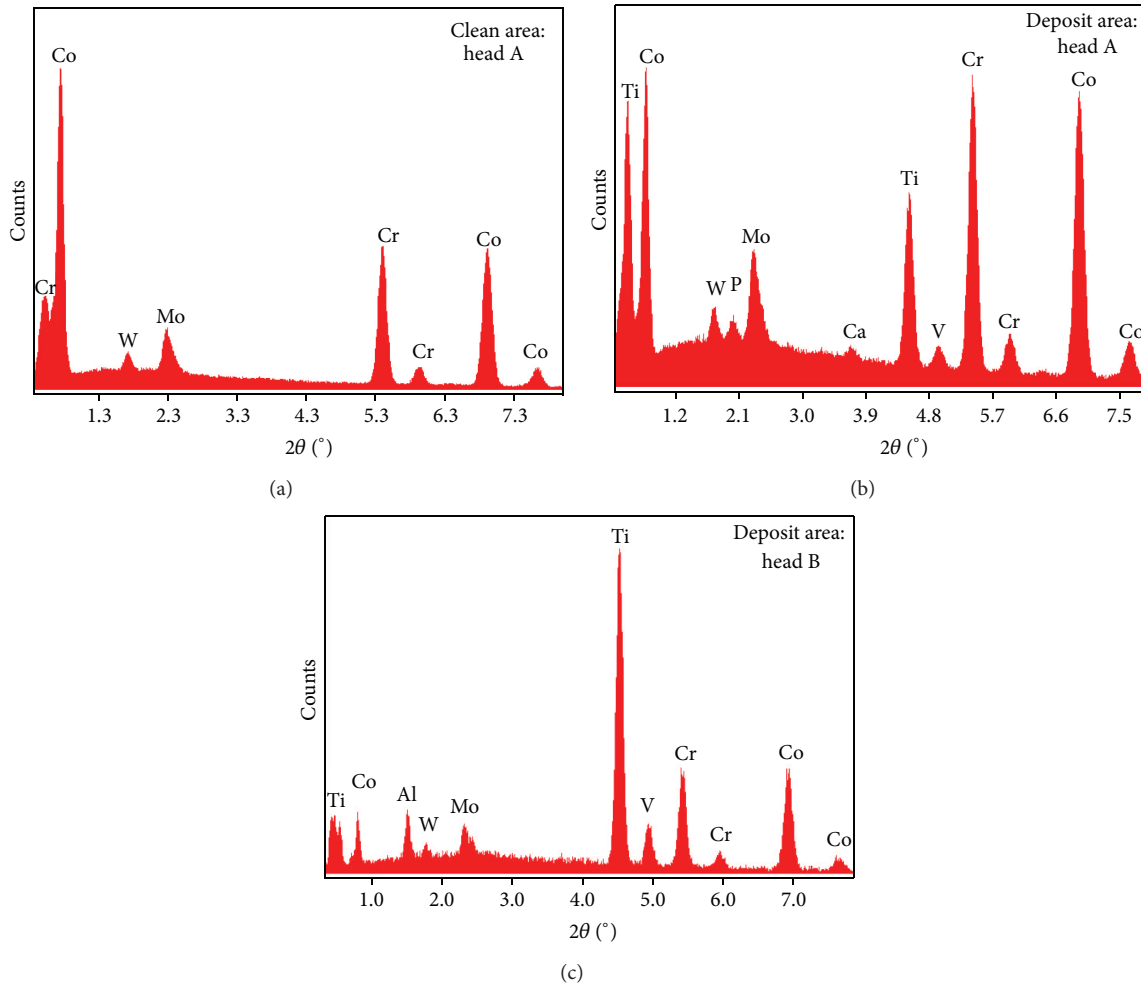 Clean area:
head A
Co
Cr
W
Mo
Cr
Cr
Co
Co
Counts
1.3 2.3 3.3 4.3 5.3 6.3 7.3
2θ (°)
(a)
Deposit area:
head A
Ti
Co
W
P
Mo
Ca
Ti
V
Cr
Cr
Co
Co
Counts
1.2 2.1 3.0 3.9 4.8 5.7 6.6 7.5
2θ (°)
(b)
Deposit area:
head B
Ti
Co
Al
W
Mo
Ti
V
Cr
Cr
Co
Co
Counts
1.0 2.0 3.0 4.0 5.0 6.0 7.0
2θ (°)
(c)